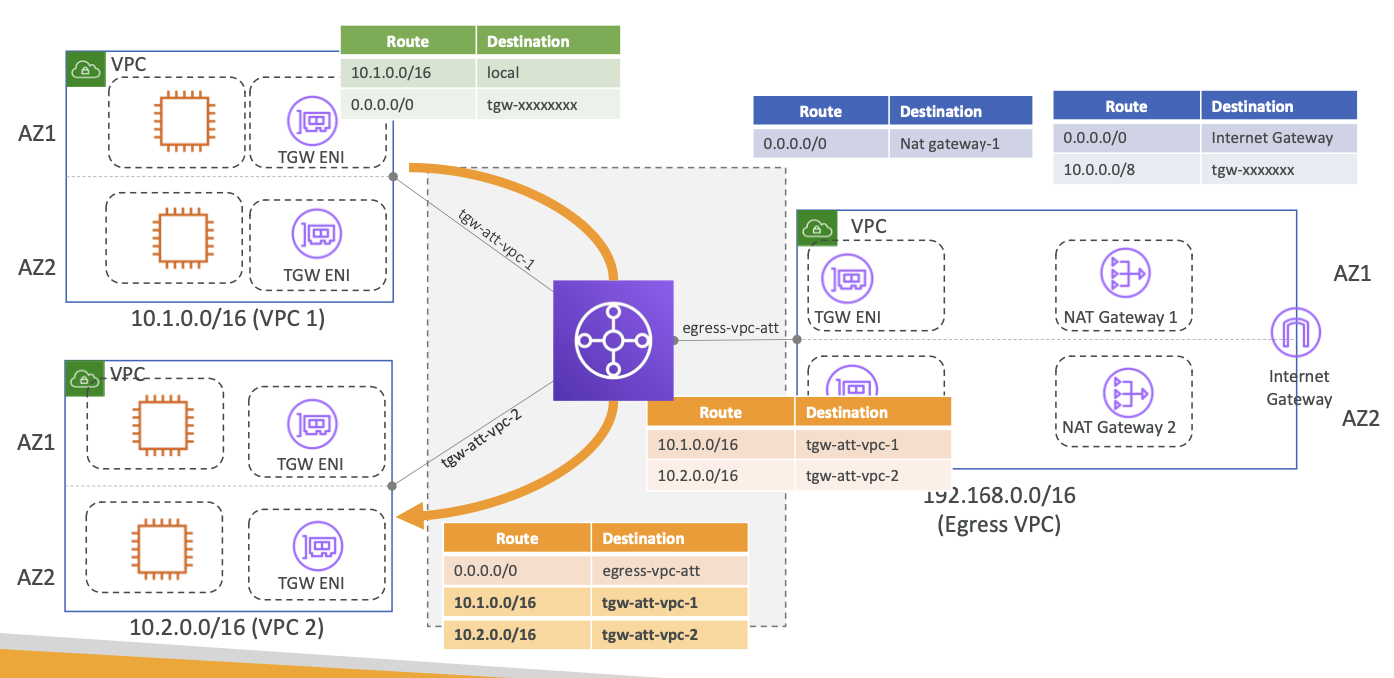 Route Destination
10.1.0.0/16 local
0.0.0.0/0 tgw-xxxxxxxx
VPC
AZ1
TGW ENI
AZ2
TGW ENI
10.1.0.0/16 (VPC 1)
tgw-att-vpc-1
VPC
AZ1
TGW ENI
AZ2
TGW ENI
10.2.0.0/16 (VPC 2)
tgw-att-vpc-2
egress-vpc-att
Route Destination
0.0.0.0/0 Nat gateway-1
Route Destination
0.0.0.0/0 Internet Gateway
10.0.0.0/8 tgw-xxxxxxx
VPC
TGW ENI
NAT Gateway 1
AZ1
Internet
Gateway
NAT Gateway 2
AZ2
Route Destination
10.1.0.0/16 tgw-att-vpc-1
10.2.0.0/16 tgw-att-vpc-2
192.168.0.0/16
(Egress VPC)
Route Destination
0.0.0.0/0 egress-vpc-att
10.1.0.0/16 tgw-att-vpc-1
10.2.0.0/16 tgw-att-vpc-2